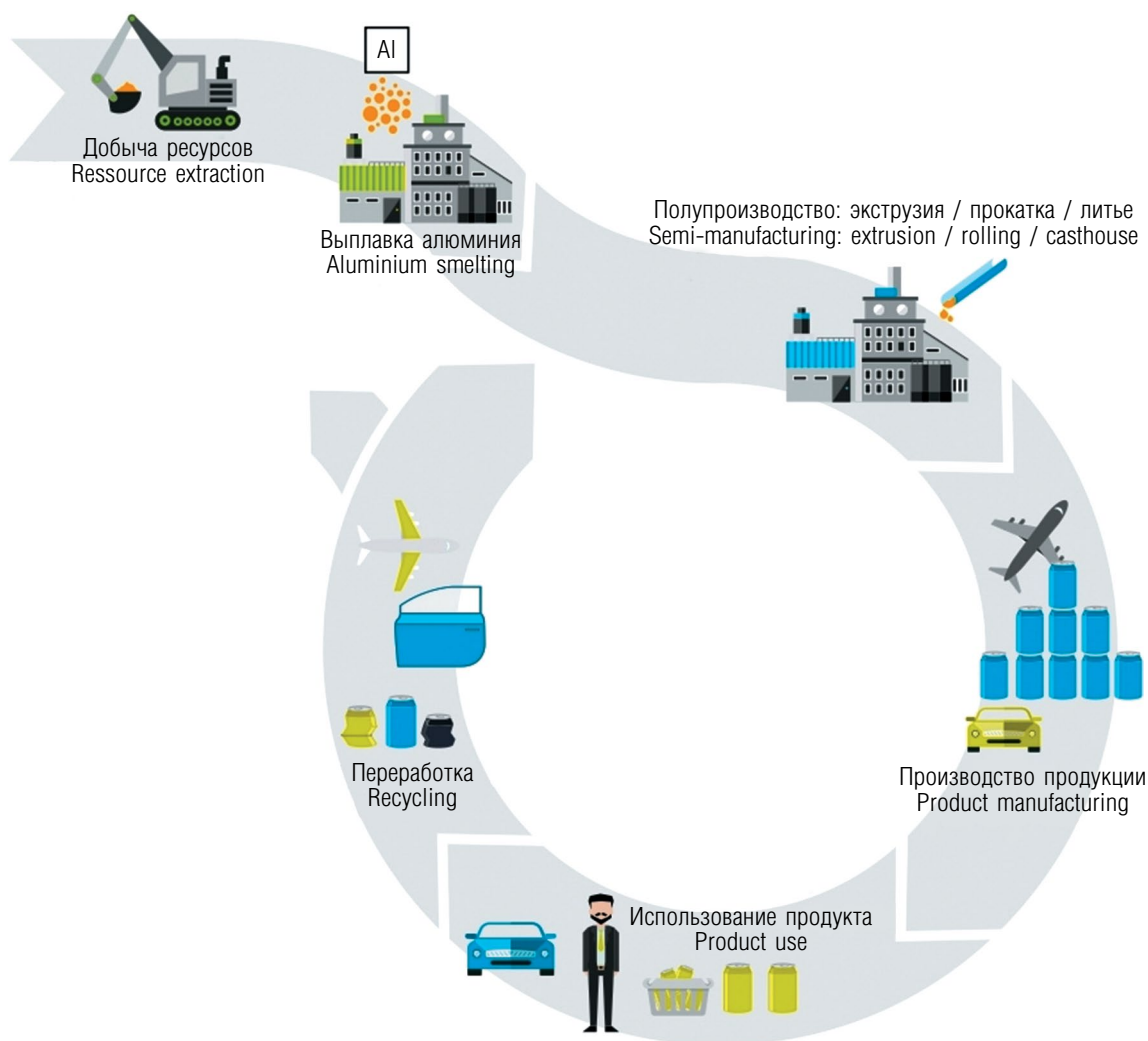 Al
Добыча ресурсов
Ressource extraction
Выплавка алюминия
Aluminium smelting
Полупроизводство: экструзия / прокатка / литье
Semi-manufacturing: extrusion / rolling / casthouse
Производство продукции
Product manufacturing
Использование продукта
Product use
Переработка
Recycling